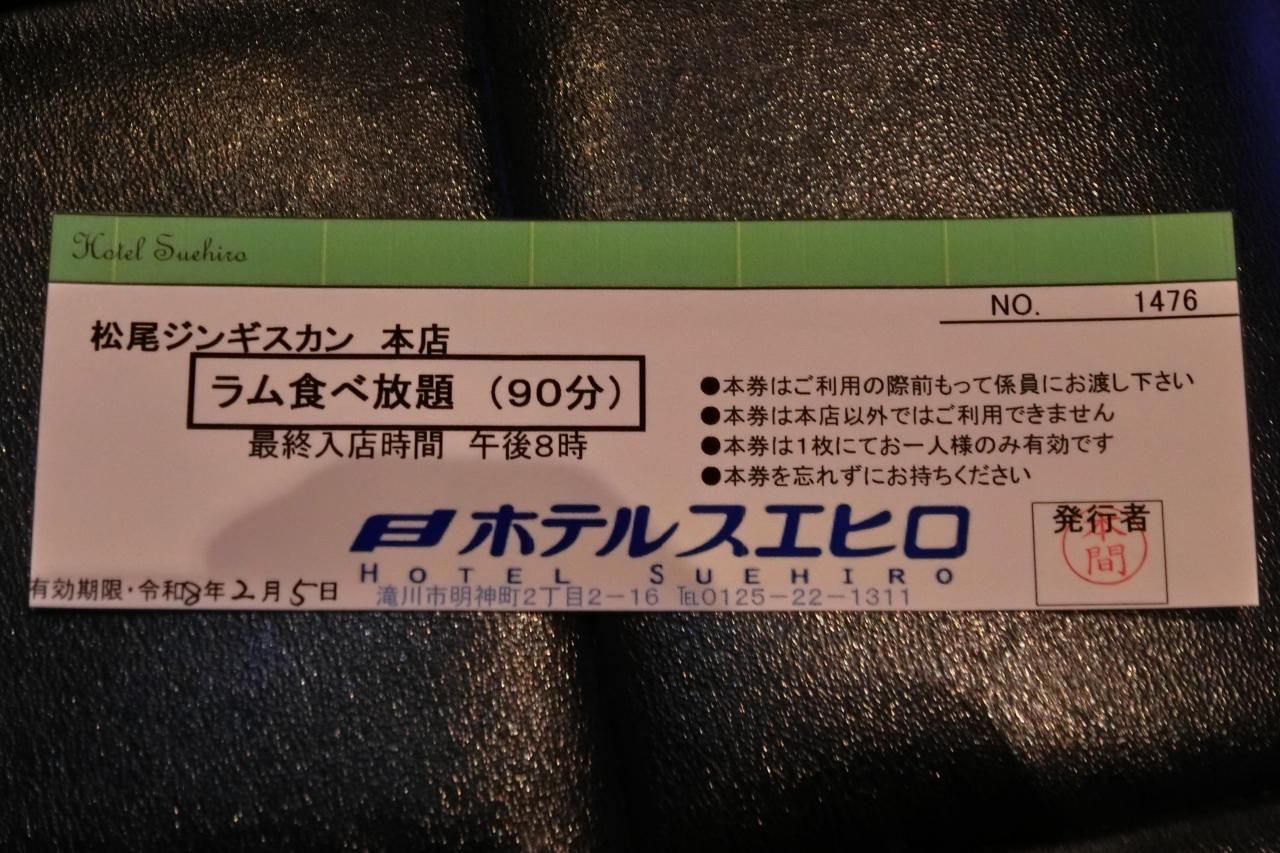 Hotel Suehiro
NO. 1476
松尾ジンギスカン 本店
ラム食べ放題 (90分)
最終入店時間 午後8時
●本券はご利用の際前もって係員にお渡し下さい
●本券は本店以外ではご利用できません
●本券は1枚にてお一人様のみ有効です
●本券を忘れずにお持ちください
ホテルスエヒロ
HOTEL SUEHIRO
滝川市明神町2丁目2-16 ℡0125-22-1311
有効期限・令和8年2月5日
発行者
本間